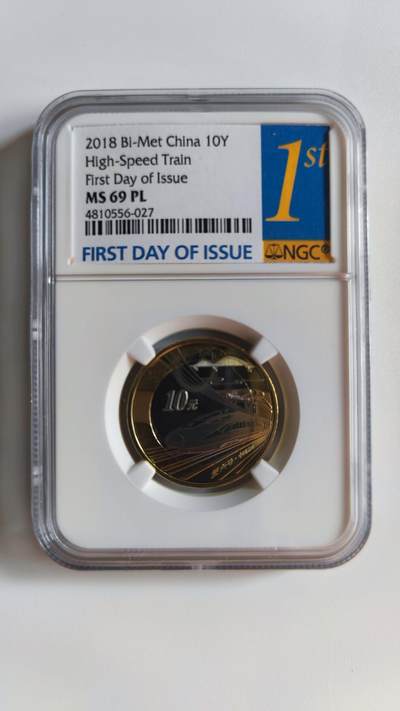 2018 Bi-Met China 10Y
High-Speed Train
First Day of Issue
MS 69 PL
4810556-027
1st
FIRST DAY OF ISSUE
NGC®
10元